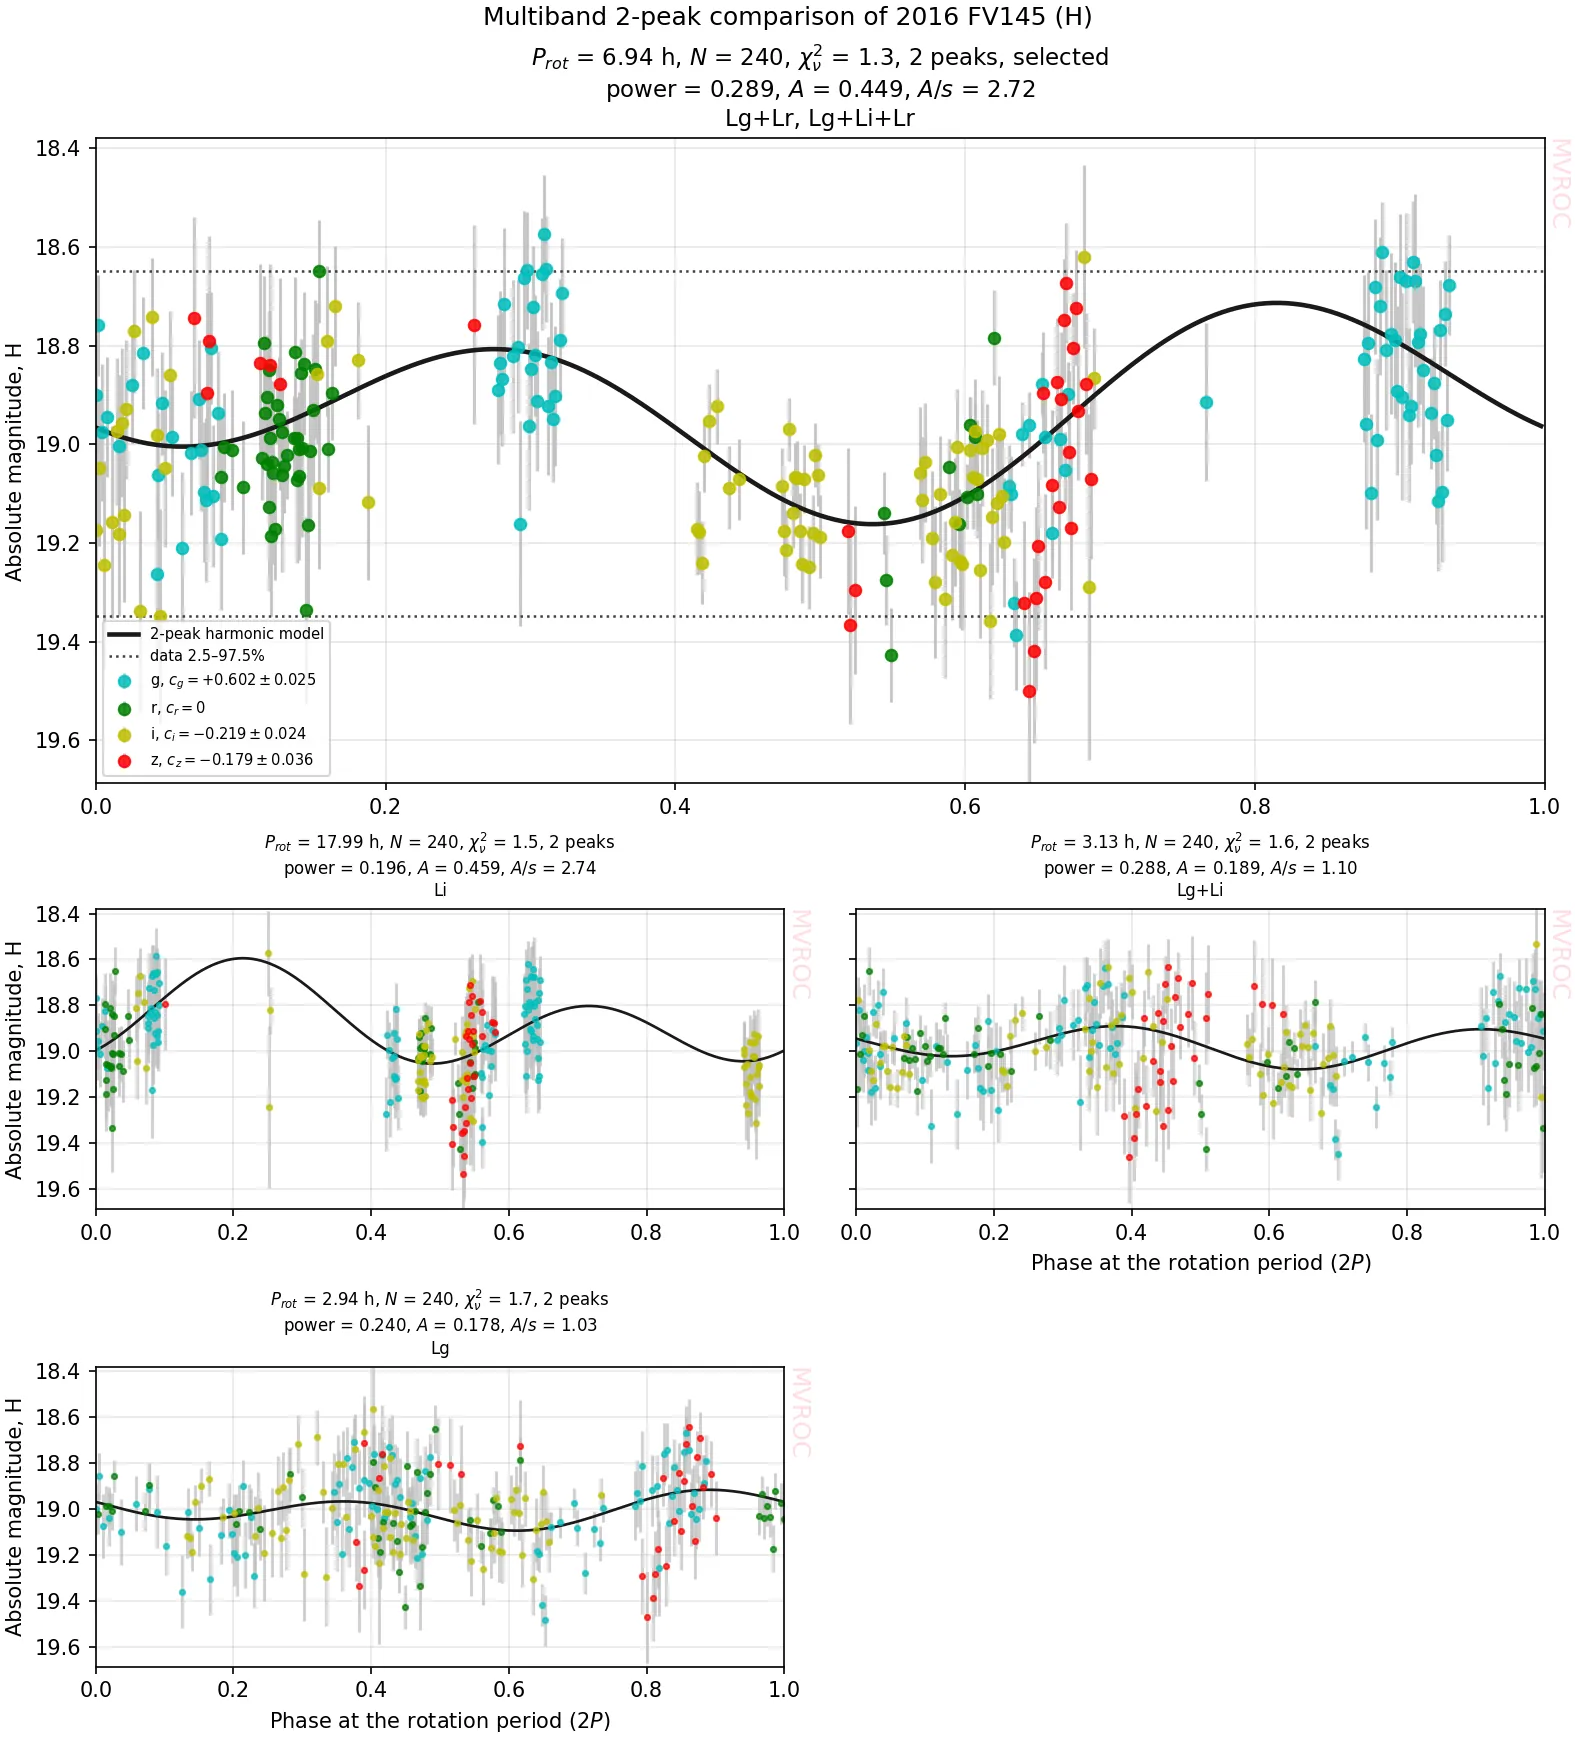 Multiband 2-peak comparison of 2016 FV145 (H)
P_rot = 6.94 h, N = 240, χ²_ν = 1.3, 2 peaks, selected
power = 0.289, A = 0.449, A/s = 2.72
Lg+Lr, Lg+Li+Lr
MVROC
Absolute magnitude, H
18.4
18.6
18.8
19.0
19.2
19.4
19.6
2-peak harmonic model
data 2.5–97.5%
g, c_g = +0.602 ± 0.025
r, c_r = 0
i, c_i = −0.219 ± 0.024
z, c_z = −0.179 ± 0.036
0.0 0.2 0.4 0.6 0.8 1.0
P_rot = 17.99 h, N = 240, χ²_ν = 1.5, 2 peaks
power = 0.196, A = 0.459, A/s = 2.74
Li
MVROC
Absolute magnitude, H
18.4
18.6
18.8
19.0
19.2
19.4
19.6
0.0 0.2 0.4 0.6 0.8 1.0
P_rot = 3.13 h, N = 240, χ²_ν = 1.6, 2 peaks
power = 0.288, A = 0.189, A/s = 1.10
Lg+Li
MVROC
0.0 0.2 0.4 0.6 0.8 1.0
Phase at the rotation period (2P)
P_rot = 2.94 h, N = 240, χ²_ν = 1.7, 2 peaks
power = 0.240, A = 0.178, A/s = 1.03
Lg
MVROC
Absolute magnitude, H
18.4
18.6
18.8
19.0
19.2
19.4
19.6
0.0 0.2 0.4 0.6 0.8 1.0
Phase at the rotation period (2P)